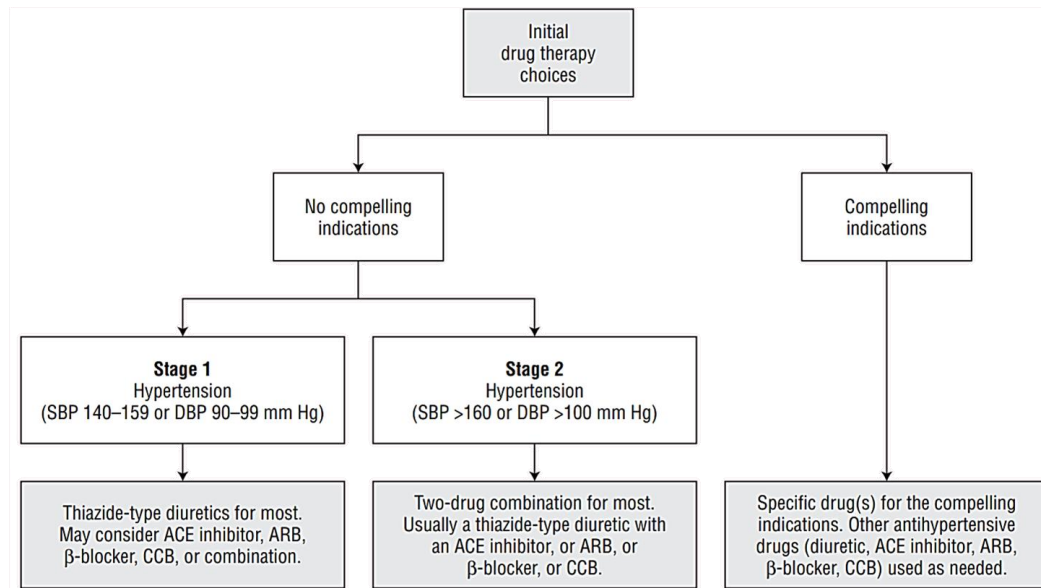 Initial
drug therapy
choices
No compelling
indications
Compelling
indications
Stage 1
Hypertension
(SBP 140–159 or DBP 90–99 mm Hg)
Stage 2
Hypertension
(SBP >160 or DBP >100 mm Hg)
Thiazide-type diuretics for most.
May consider ACE inhibitor, ARB,
β-blocker, CCB, or combination.
Two-drug combination for most.
Usually a thiazide-type diuretic with
an ACE inhibitor, or ARB, or
β-blocker, or CCB.
Specific drug(s) for the compelling
indications. Other antihypertensive
drugs (diuretic, ACE inhibitor, ARB,
β-blocker, CCB) used as needed.